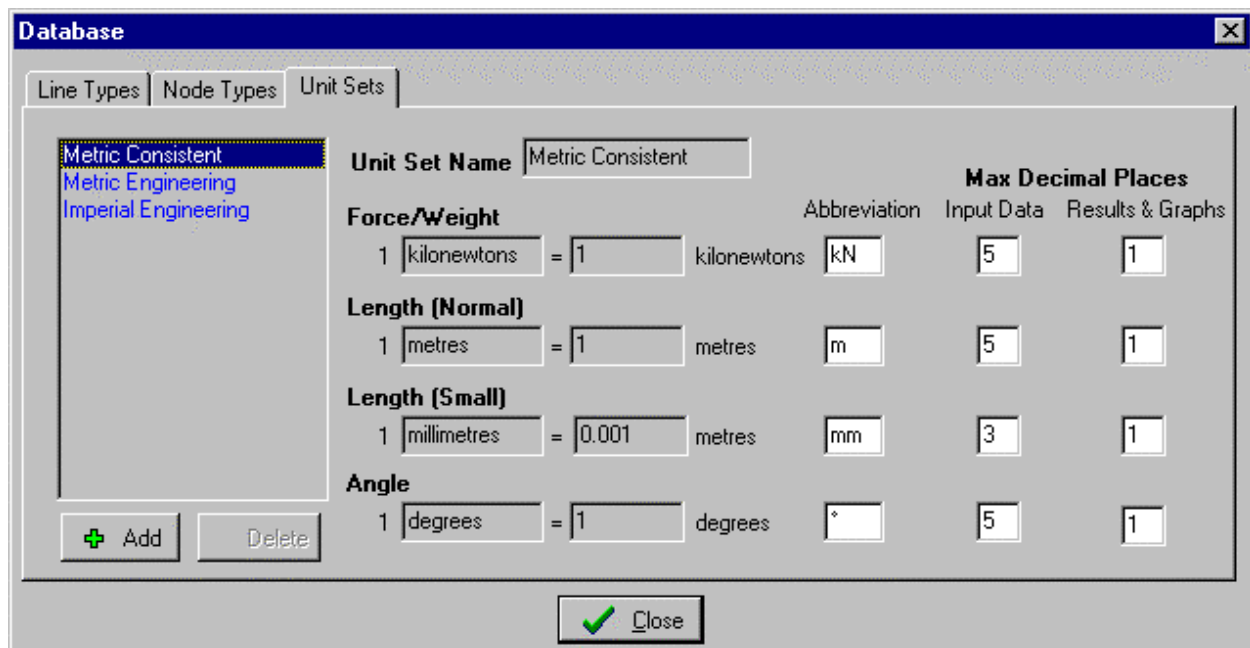 Database
Line Types Node Types Unit Sets
Metric Consistent
Metric Engineering
Imperial Engineering
Unit Set Name Metric Consistent
Max Decimal Places
Force/Weight Abbreviation Input Data Results & Graphs
1 kilonewtons = 1 kilonewtons kN 5 1
Length (Normal)
1 metres = 1 metres m 5 1
Length (Small)
1 millimetres = 0.001 metres mm 3 1
Angle
1 degrees = 1 degrees ° 5 1
Add Delete
Close